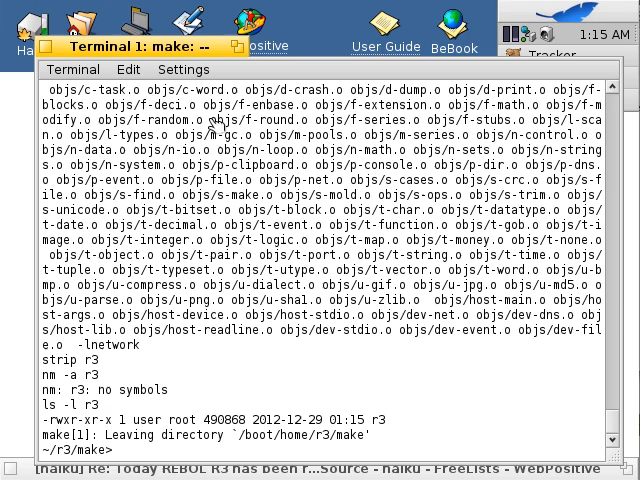 Ha
ositive
User Guide
BeBook
1:15 AM
Tracker
Terminal 1: make: --
Terminal Edit Settings
objs/c-task.o objs/c-word.o objs/d-crash.o objs/d-dump.o objs/d-print.o objs/f-
blocks.o objs/f-deci.o objs/f-enbase.o objs/f-extension.o objs/f-math.o objs/f-m
odify.o objs/f-random.o objs/f-round.o objs/f-series.o objs/f-stubs.o objs/l-sca
n.o objs/l-types.o objs/m-gc.o objs/m-pools.o objs/m-series.o objs/n-control.o o
bjs/n-data.o objs/n-io.o objs/n-loop.o objs/n-math.o objs/n-sets.o objs/n-string
s.o objs/n-system.o objs/p-clipboard.o objs/p-console.o objs/p-dir.o objs/p-dns.
o objs/p-event.o objs/p-file.o objs/p-net.o objs/s-cases.o objs/s-crc.o objs/s-f
ile.o objs/s-find.o objs/s-make.o objs/s-mold.o objs/s-ops.o objs/s-trim.o objs/
s-unicode.o objs/t-bitset.o objs/t-block.o objs/t-char.o objs/t-datatype.o objs/
t-date.o objs/t-decimal.o objs/t-event.o objs/t-function.o objs/t-gob.o objs/t-i
mage.o objs/t-integer.o objs/t-logic.o objs/t-map.o objs/t-money.o objs/t-none.o
objs/t-object.o objs/t-pair.o objs/t-port.o objs/t-string.o objs/t-time.o objs/
t-tuple.o objs/t-typeset.o objs/t-utype.o objs/t-vector.o objs/t-word.o objs/u-b
mp.o objs/u-compress.o objs/u-dialect.o objs/u-gif.o objs/u-jpg.o objs/u-md5.o o
bjs/u-parse.o objs/u-png.o objs/u-sha1.o objs/u-zlib.o objs/host-main.o objs/ho
st-args.o objs/host-device.o objs/host-stdio.o objs/dev-net.o objs/dev-dns.o obj
s/host-lib.o objs/host-readline.o objs/dev-stdio.o objs/dev-event.o objs/dev-fil
e.o -lnetwork
strip r3
nm -a r3
nm: r3: no symbols
ls -l r3
-rwxr-xr-x 1 user root 490868 2012-12-29 01:15 r3
make[1]: Leaving directory `/boot/home/r3/make'
~/r3/make>
[haiku] Re: Today REBOL R3 has been r...Source - haiku - FreeLists - WebPositive